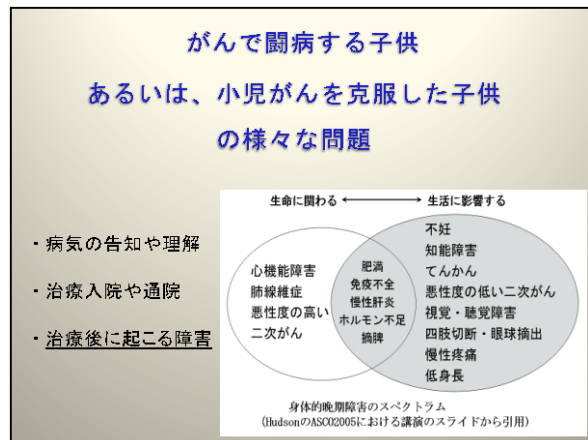 がんで闘病する子供
あるいは、小児がんを克服した子供
の様々な問題
・病気の告知や理解
・治療入院や通院
・治療後に起こる障害
生命に関わる ←→ 生活に影響する
心機能障害
肺線維症
悪性度の高い
二次がん
肥満
免疫不全
慢性肝炎
ホルモン不足
摘脾
不妊
知能障害
てんかん
悪性度の低い二次がん
視覚・聴覚障害
四肢切断・眼球摘出
慢性疼痛
低身長
身体的晩期障害のスペクトラム
(HudsonのASCO2005における講演のスライドから引用)